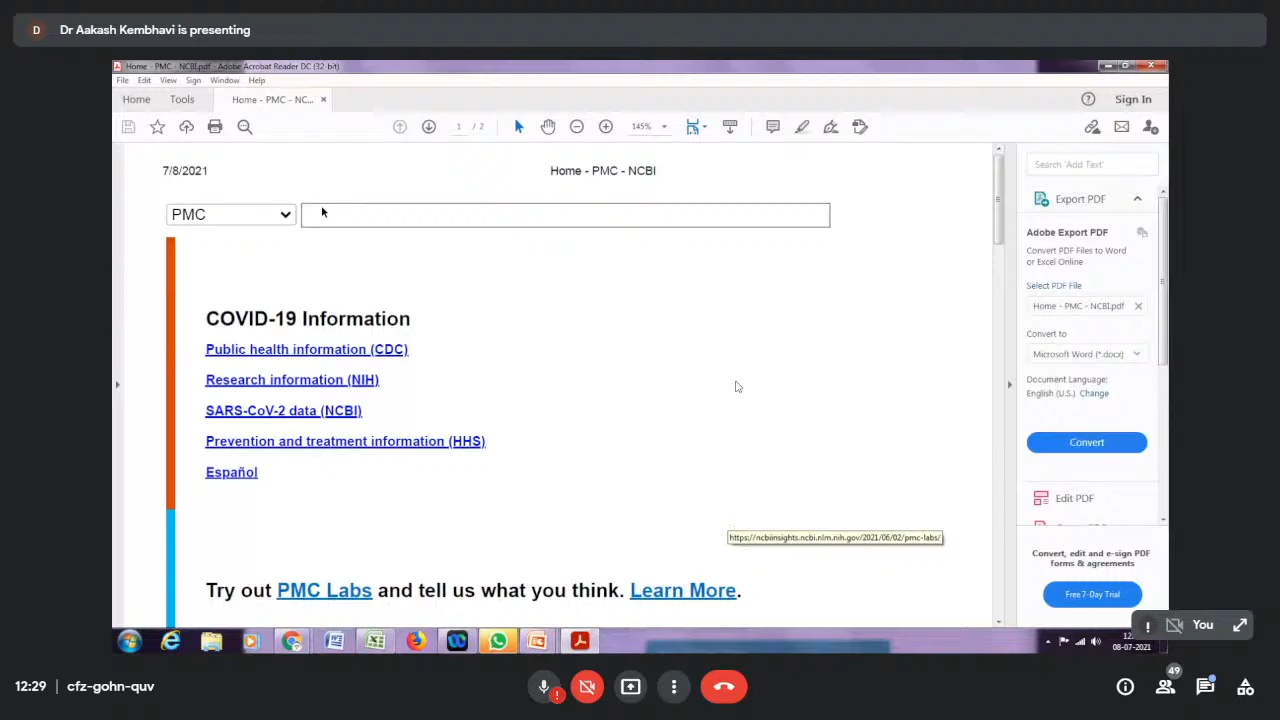 D Dr Aakash Kembhavi is presenting
Home - PMC - NCBI.pdf - Adobe Acrobat Reader DC (32-bit)
File Edit View Sign Window Help
Home Tools Home - PMC - NC... × Sign In
1 / 2 145%
7/8/2021 Home - PMC - NCBI
PMC
COVID-19 Information
Public health information (CDC)
Research information (NIH)
SARS-CoV-2 data (NCBI)
Prevention and treatment information (HHS)
Español
https://ncbiinsights.ncbi.nlm.nih.gov/2021/06/02/pmc-labs/
Try out PMC Labs and tell us what you think. Learn More.
Search 'Add Text'
Export PDF
Adobe Export PDF
Convert PDF Files to Word
or Excel Online
Select PDF File
Home - PMC - NCBI.pdf
Convert to
Microsoft Word (*.docx)
Document Language:
English (U.S.) Change
Convert
Edit PDF
Convert, edit and e-sign PDF
forms & agreements
Free 7-Day Trial
You
08-07-2021
12:29 cfz-gohn-quv
49